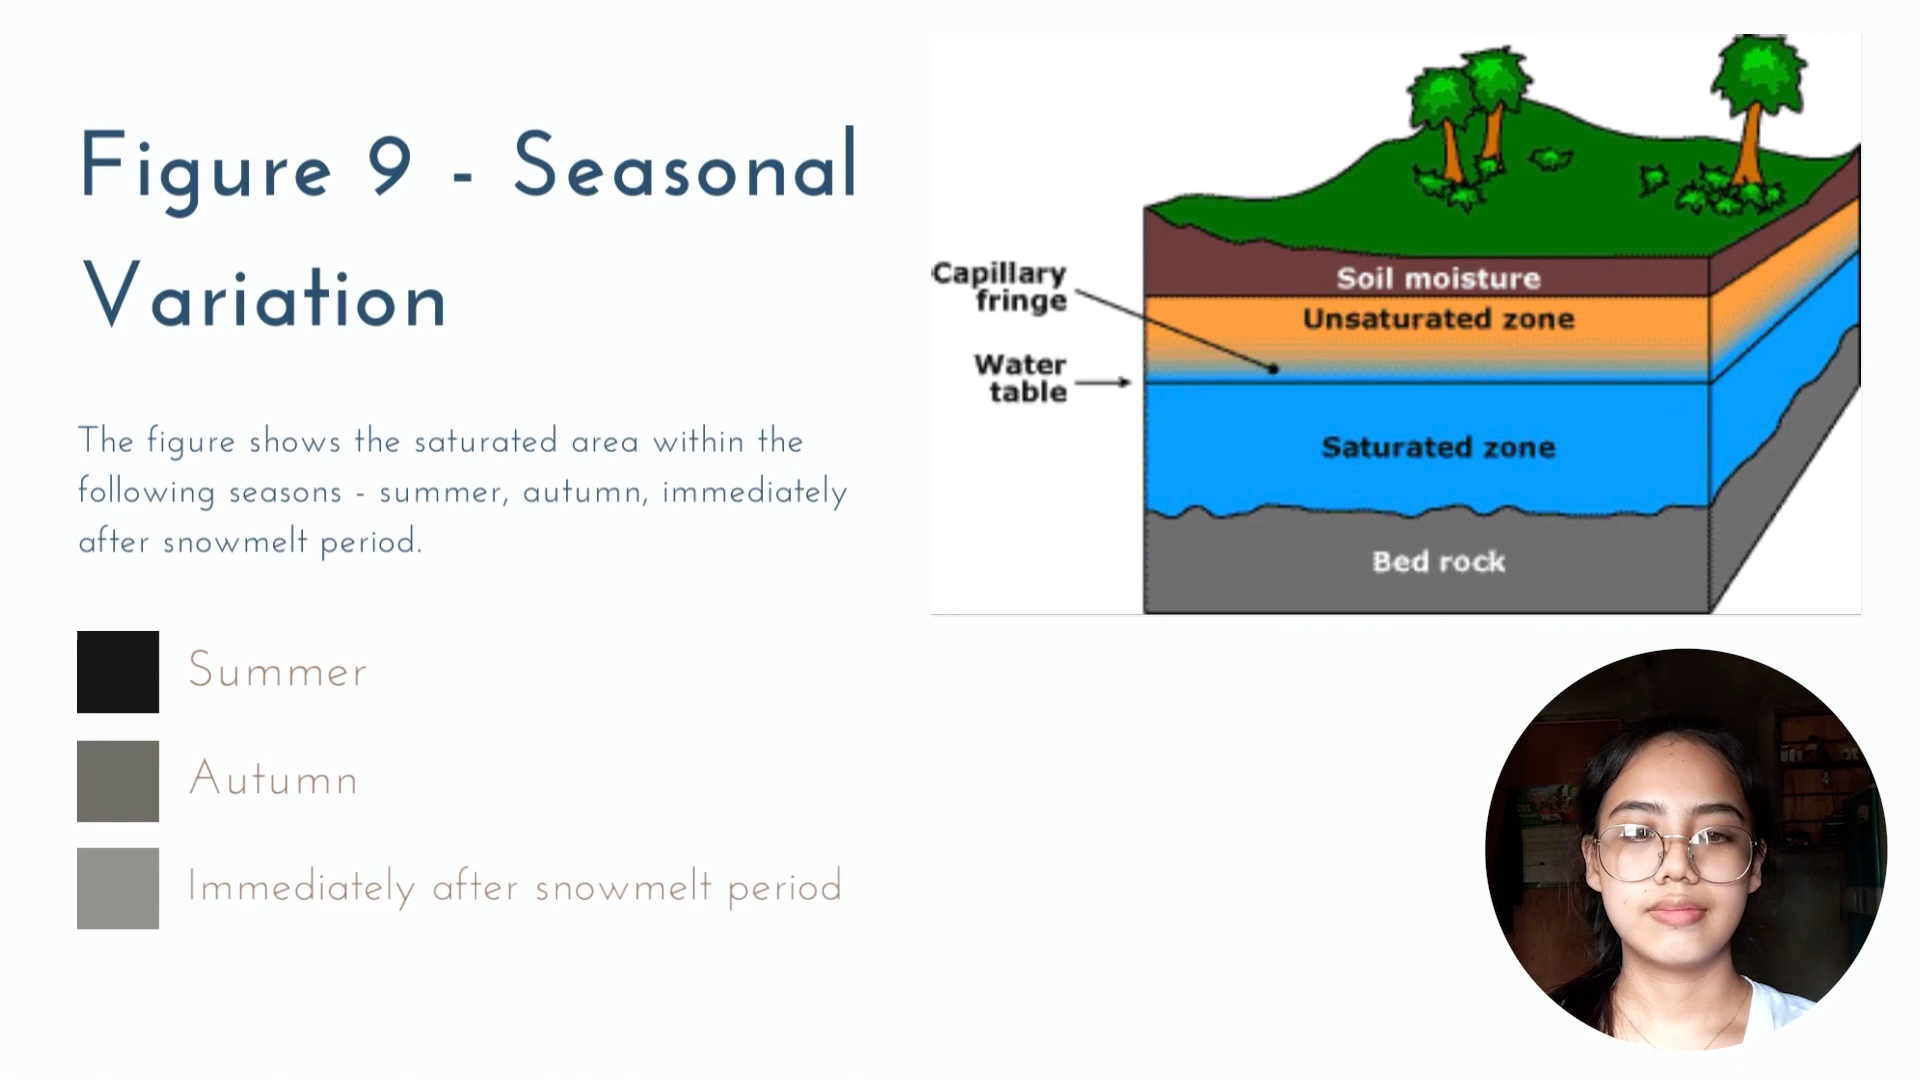 Figure 9 - Seasonal
Variation
The figure shows the saturated area within the
following seasons - summer, autumn, immediately
after snowmelt period.
Summer
Autumn
Immediately after snowmelt period
Capillary
fringe
Water
table
Soil moisture
Unsaturated zone
Saturated zone
Bed rock